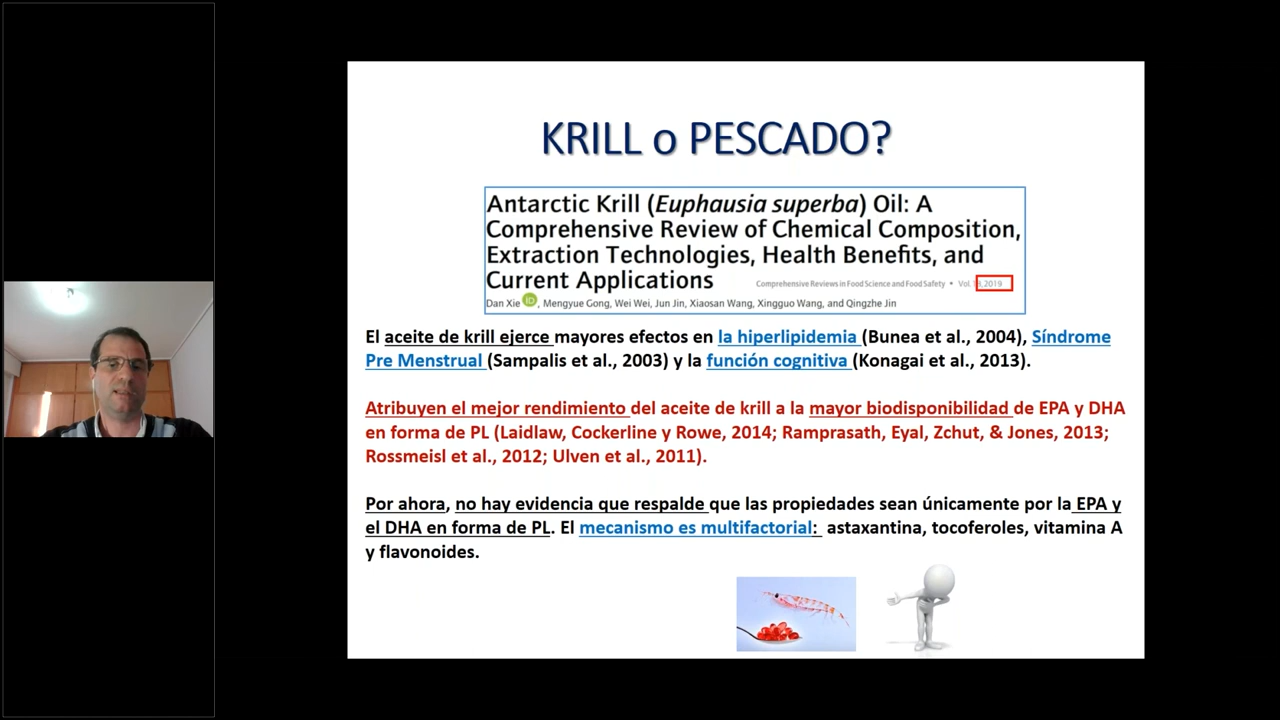 KRILL o PESCADO?
Antarctic Krill (Euphausia superba) Oil: A
Comprehensive Review of Chemical Composition,
Extraction Technologies, Health Benefits, and
Current Applications
Comprehensive Reviews in Food Science and Food Safety • Vol. , 2019
Dan Xie iD, Mengyue Gong, Wei Wei, Jun Jin, Xiaosan Wang, Xingguo Wang, and Qingzhe Jin
El aceite de krill ejerce mayores efectos en la hiperlipidemia (Bunea et al., 2004), Síndrome
Pre Menstrual (Sampalis et al., 2003) y la función cognitiva (Konagai et al., 2013).
Atribuyen el mejor rendimiento del aceite de krill a la mayor biodisponibilidad de EPA y DHA
en forma de PL (Laidlaw, Cockerline y Rowe, 2014; Ramprasath, Eyal, Zchut, & Jones, 2013;
Rossmeisl et al., 2012; Ulven et al., 2011).
Por ahora, no hay evidencia que respalde que las propiedades sean únicamente por la EPA y
el DHA en forma de PL. El mecanismo es multifactorial: astaxantina, tocoferoles, vitamina A
y flavonoides.